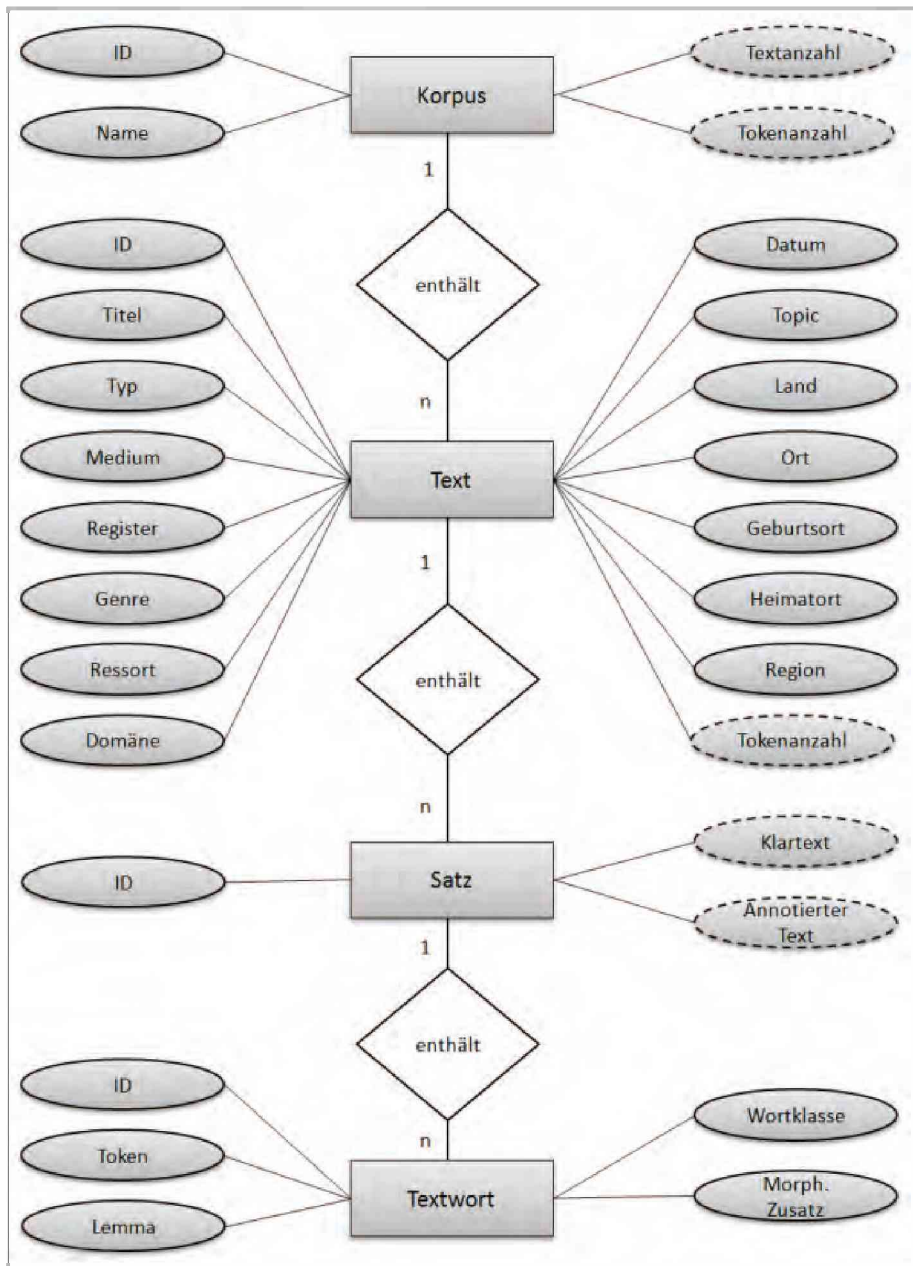 ID
Korpus
Textanzahl
Name
Tokenanzahl
1
ID
enthält
Datum
Titel
Topic
Typ
n
Land
Medium
Text
Ort
Register
1
Geburtsort
Genre
Heimatort
Ressort
enthält
Region
Domäne
Tokenanzahl
n
ID
Satz
Klartext
Annotierter
Text
1
enthält
ID
Wortklasse
Token
n
Lemma
Textwort
Morph.
Zusatz